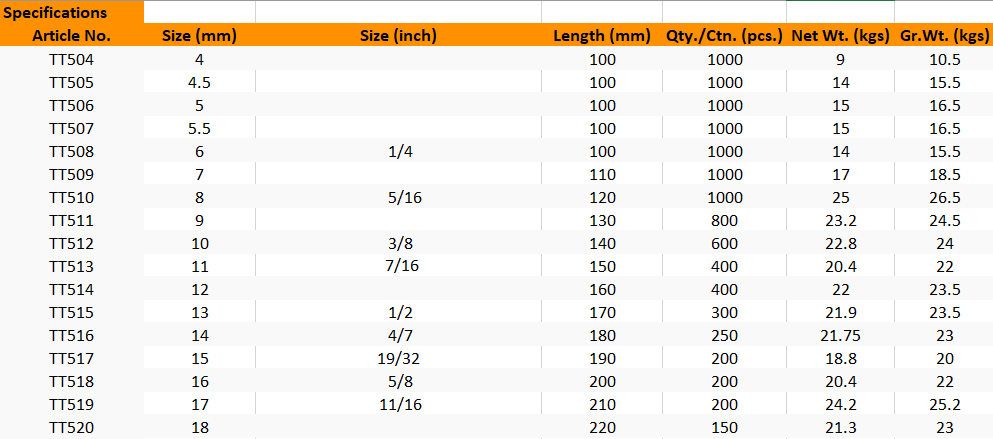 Specifications
Article No. Size (mm) Size (inch) Length (mm) Qty./Ctn. (pcs.) Net Wt. (kgs) Gr.Wt. (kgs)
TT504 4 100 1000 9 10.5
TT505 4.5 100 1000 14 15.5
TT506 5 100 1000 15 16.5
TT507 5.5 100 1000 15 16.5
TT508 6 1/4 100 1000 14 15.5
TT509 7 110 1000 17 18.5
TT510 8 5/16 120 1000 25 26.5
TT511 9 130 800 23.2 24.5
TT512 10 3/8 140 600 22.8 24
TT513 11 7/16 150 400 20.4 22
TT514 12 160 400 22 23.5
TT515 13 1/2 170 300 21.9 23.5
TT516 14 4/7 180 250 21.75 23
TT517 15 19/32 190 200 18.8 20
TT518 16 5/8 200 200 20.4 22
TT519 17 11/16 210 200 24.2 25.2
TT520 18 220 150 21.3 23